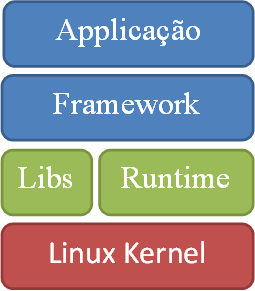 Applicação
Framework
Libs
Runtime
Linux Kernel